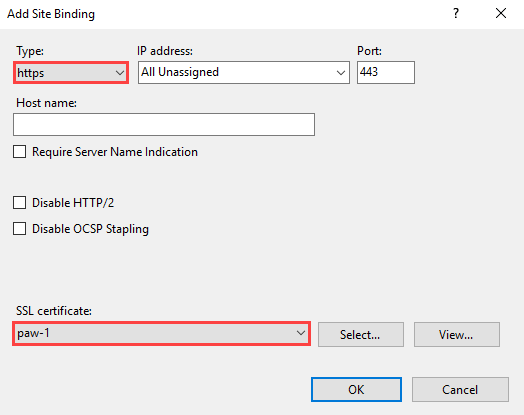 Add Site Binding
?
Type:
IP address:
Port:
https
All Unassigned
443
Host name:
Require Server Name Indication
Disable HTTP/2
Disable OCSP Stapling
SSL certificate:
paw-1
Select...
View...
OK
Cancel